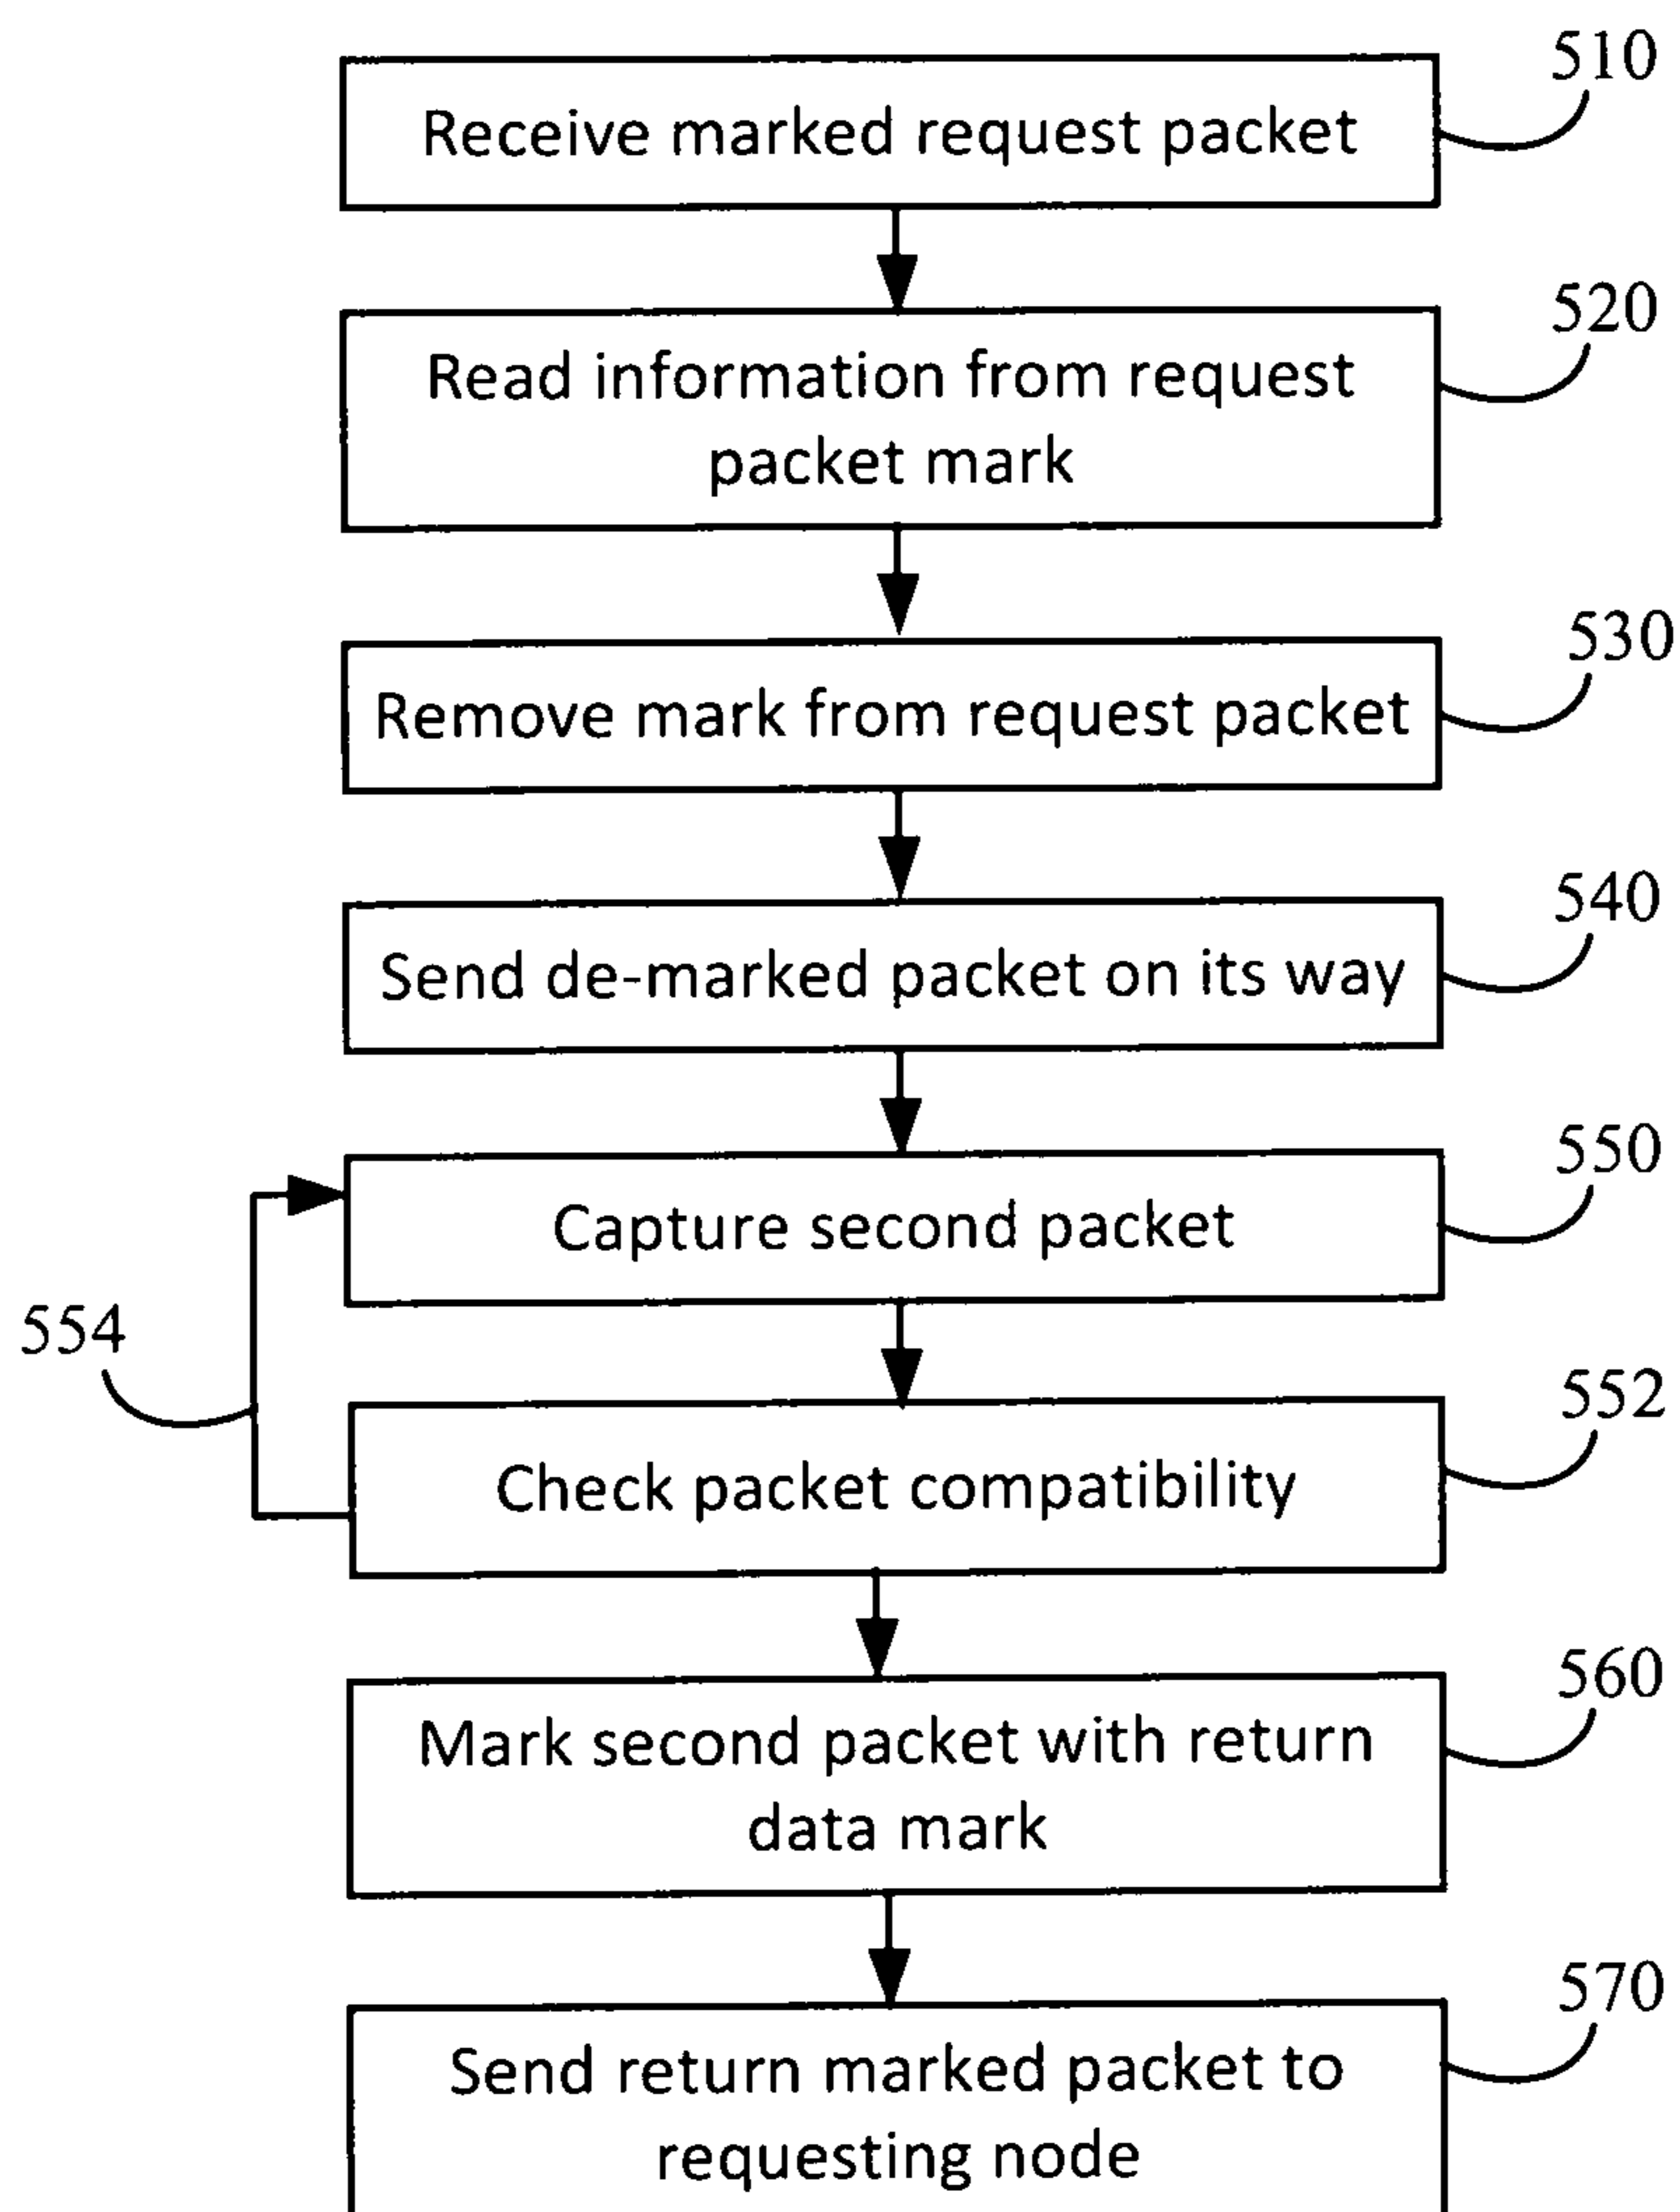 510
Receive marked request packet
520
Read information from request
packet mark
530
Remove mark from request packet
540
Send de-marked packet on its way
550
Capture second packet
554
552
Check packet compatibility
560
Mark second packet with return
data mark
570
Send return marked packet to
requesting node